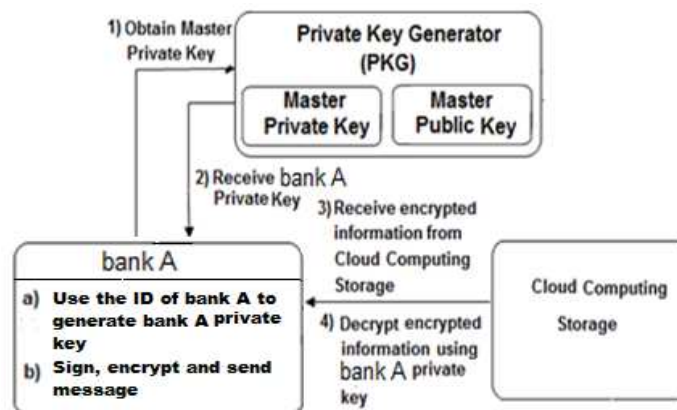 1) Obtain Master
Private Key
Private Key Generator
(PKG)
Master
Private Key
Master
Public Key
2) Receive bank A
Private Key
3) Receive encrypted
information from
Cloud Computing
Storage
bank A
a) Use the ID of bank A to
generate bank A private
key
b) Sign, encrypt and send
message
4) Decrypt encrypted
information using
bank A private
key
Cloud Computing
Storage